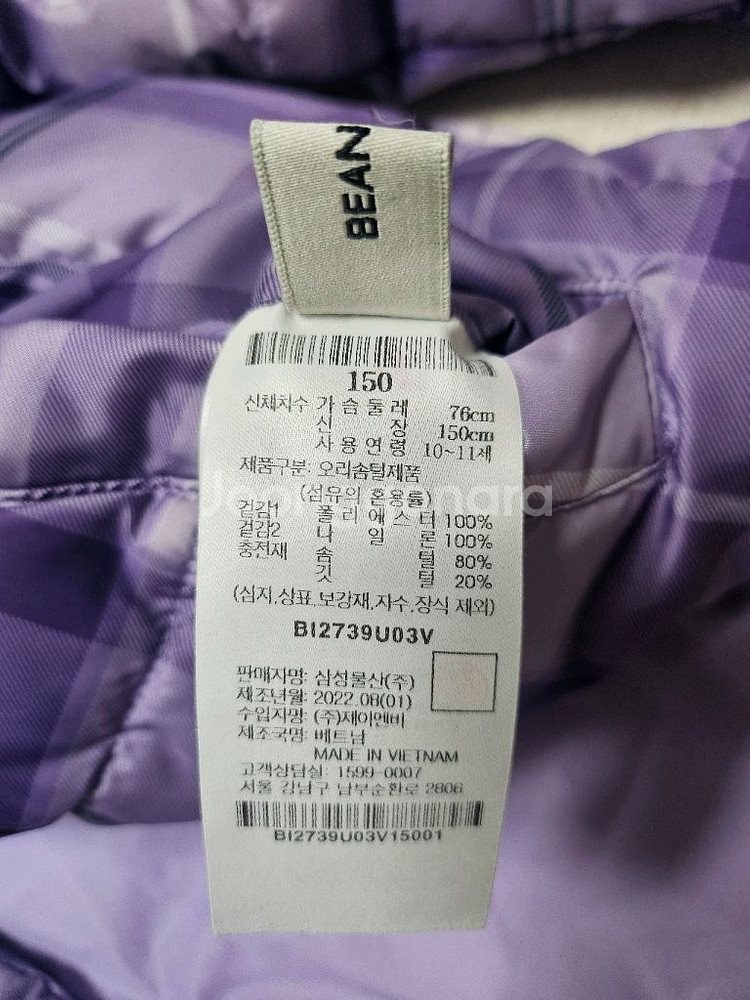 BEAN
150
신체치수 가 슴 둘 레 76cm
신 장 150cm
사 용 연 령 10~11세
제품구분: 오리솜털제품
(섬유의 혼용률)
겉감1 폴 리 에 스 터 100%
겉감2 나 일 론 100%
충전재 솜 털 80%
깃 털 20%
(심지,상표,보강재,자수,장식 제외)
BI2739U03V
판매자명: 삼성물산(주)
제조년월: 2022.08(01)
수입자명: (주)제이엔비
제조국명: 베트남
MADE IN VIETNAM
고객상담실: 1599-0007
서울 강남구 남부순환로 2806
BI2739U03V15001